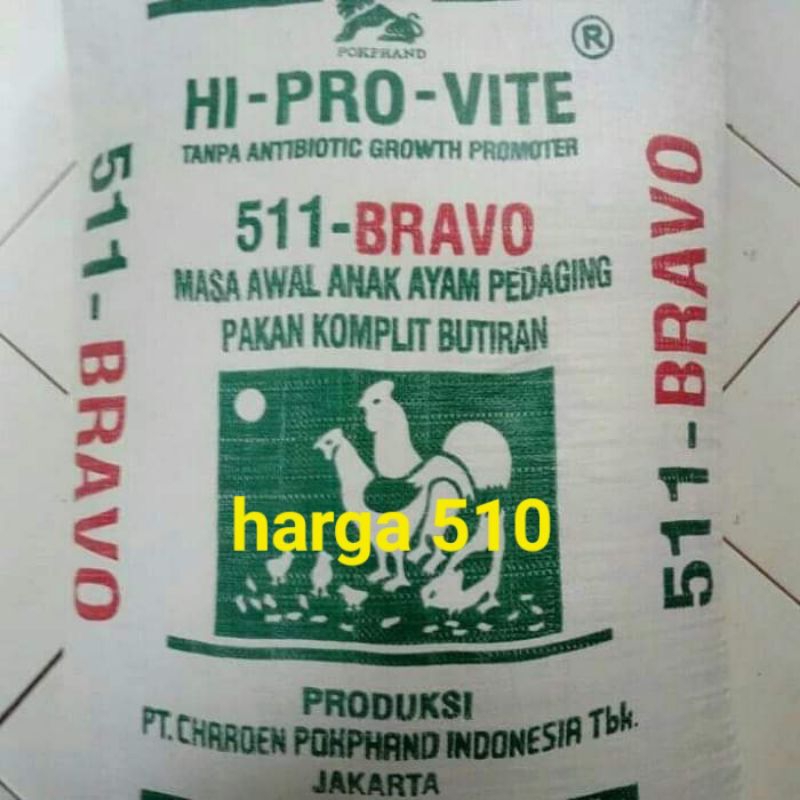 POKPHAND
®
HI-PRO-VITE
TANPA ANTIBIOTIC GROWTH PROMOTER
511-BRAVO
MASA AWAL ANAK AYAM PEDAGING
PAKAN KOMPLIT BUTIRAN
511-BRAVO
511-BRAVO
harga 510
PRODUKSI
PT. CHAROEN POKPHAND INDONESIA Tbk.
JAKARTA